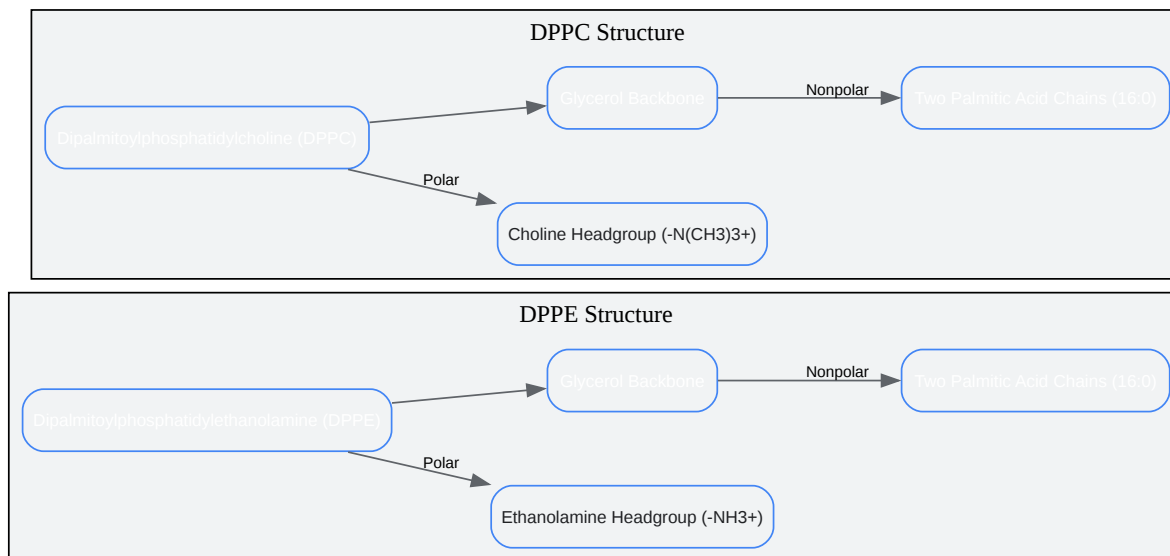 DPPC Structure
Glycerol Backbone
Nonpolar
Two Palmitic Acid Chains (16:0)
Dipalmitoylphosphatidylcholine (DPPC)
Polar
Choline Headgroup (-N(CH3)3+)
DPPE Structure
Glycerol Backbone
Nonpolar
Two Palmitic Acid Chains (16:0)
Dipalmitoylphosphatidylethanolamine (DPPE)
Polar
Ethanolamine Headgroup (-NH3+)